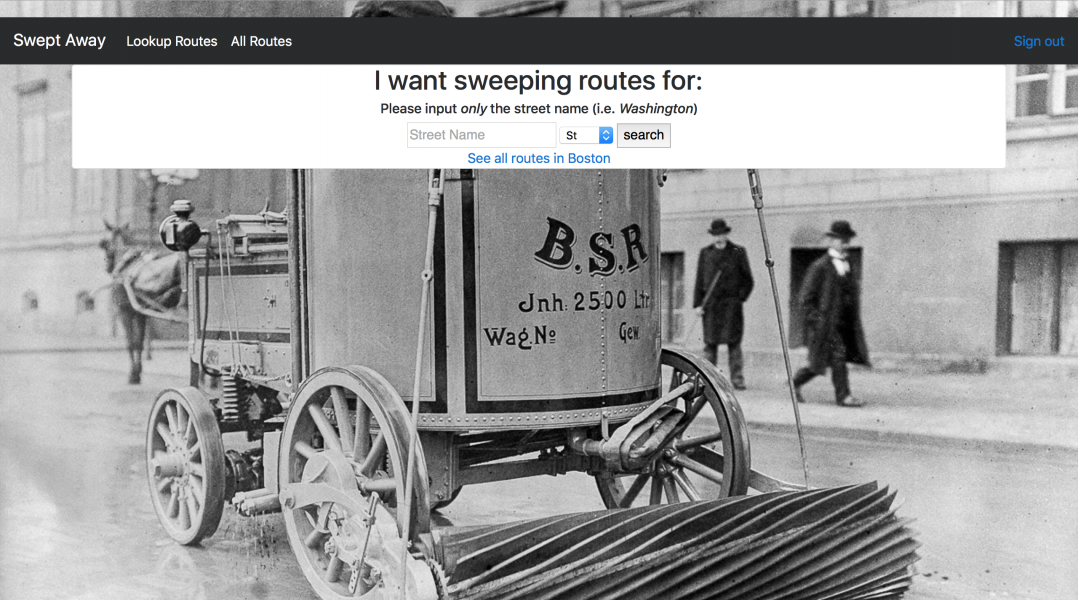 Swept Away Lookup Routes All Routes Sign out
I want sweeping routes for:
Please input only the street name (i.e. Washington)
Street Name St search
See all routes in Boston
B.S.R
Jnh: 2500 Ltr
Wag.No Gew.